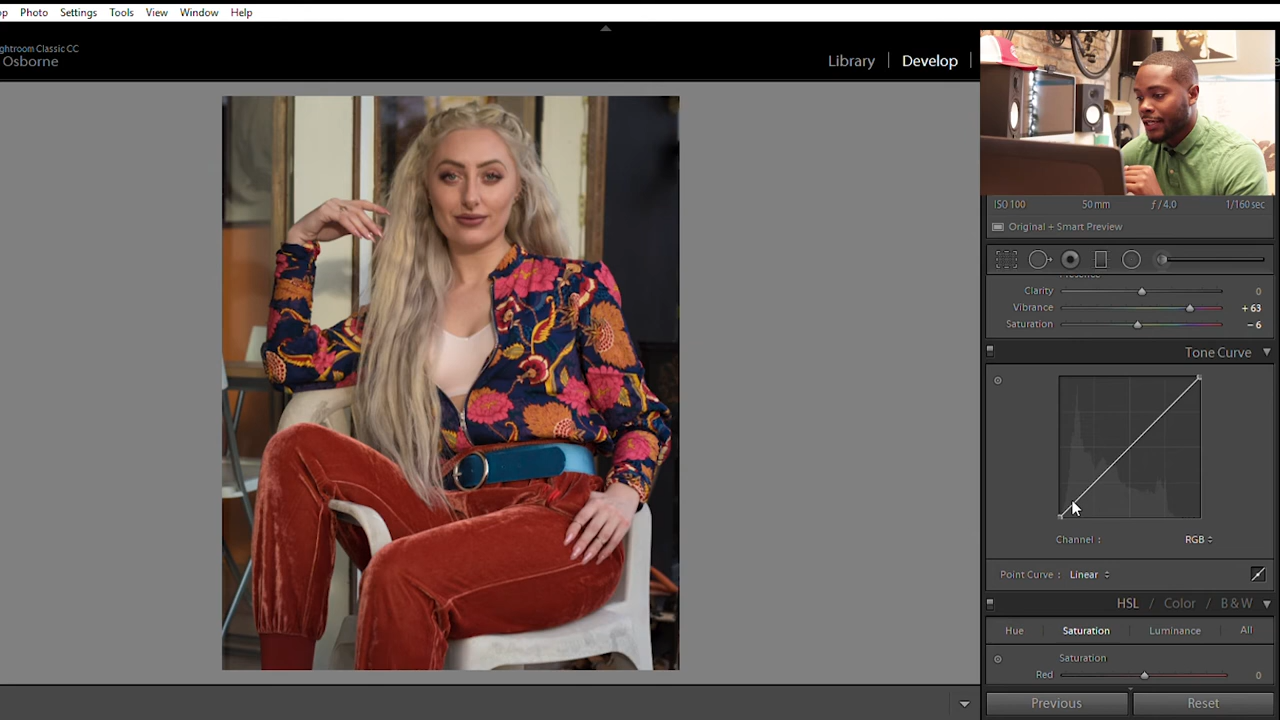 op Photo Settings Tools View Window Help
ghtroom Classic CC
Osborne
Library | Develop |
ISO 100 50 mm ƒ / 4.0 1/160 sec
Original + Smart Preview
Clarity 0
Vibrance + 63
Saturation – 6
Tone Curve
Channel : RGB
Point Curve : Linear
HSL / Color / B & W
Hue Saturation Luminance All
Saturation
Red 0
Previous Reset